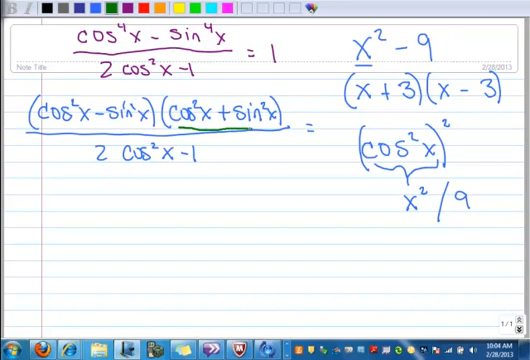 B I U
cos⁴x - sin⁴x
2 cos²x - 1
= 1
Note Title
2/28/2013
(cos²x - sin²x) (cos²x + sin²x)
2 cos²x - 1
=
x² - 9
(x + 3)(x - 3)
(cos²x)²
x² / 9
1/1
10:04 AM
2/28/2013